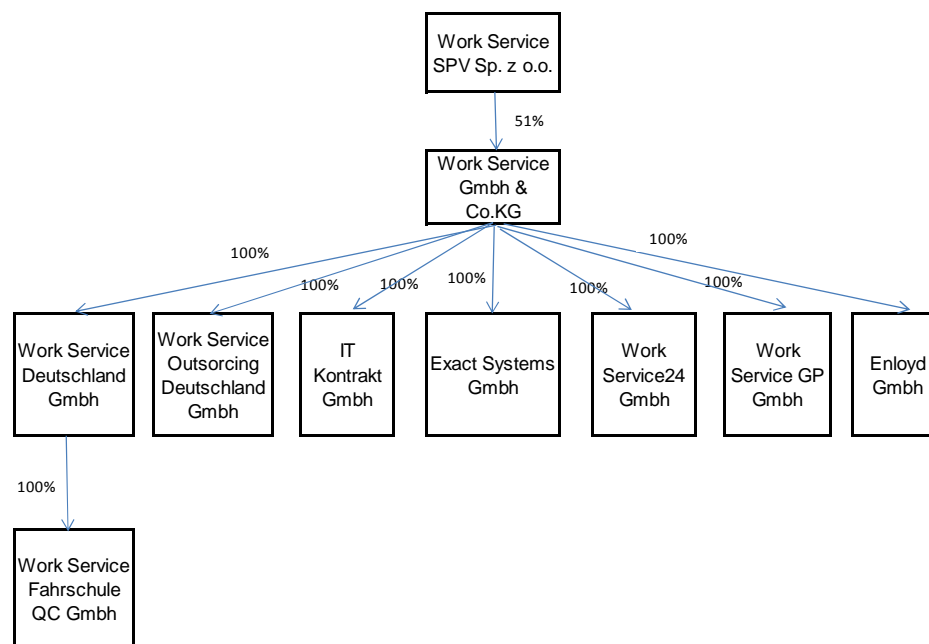 Work Service
SPV Sp. z o.o.
51%
Work Service
Gmbh &
Co.KG
100%
100%
100%
100%
100%
100%
100%
Work Service
Deutschland
Gmbh
Work Service
Outsorcing
Deutschland
Gmbh
IT
Kontrakt
Gmbh
Exact Systems
Gmbh
Work
Service24
Gmbh
Work
Service GP
Gmbh
Enloyd
Gmbh
100%
Work Service
Fahrschule
QC Gmbh